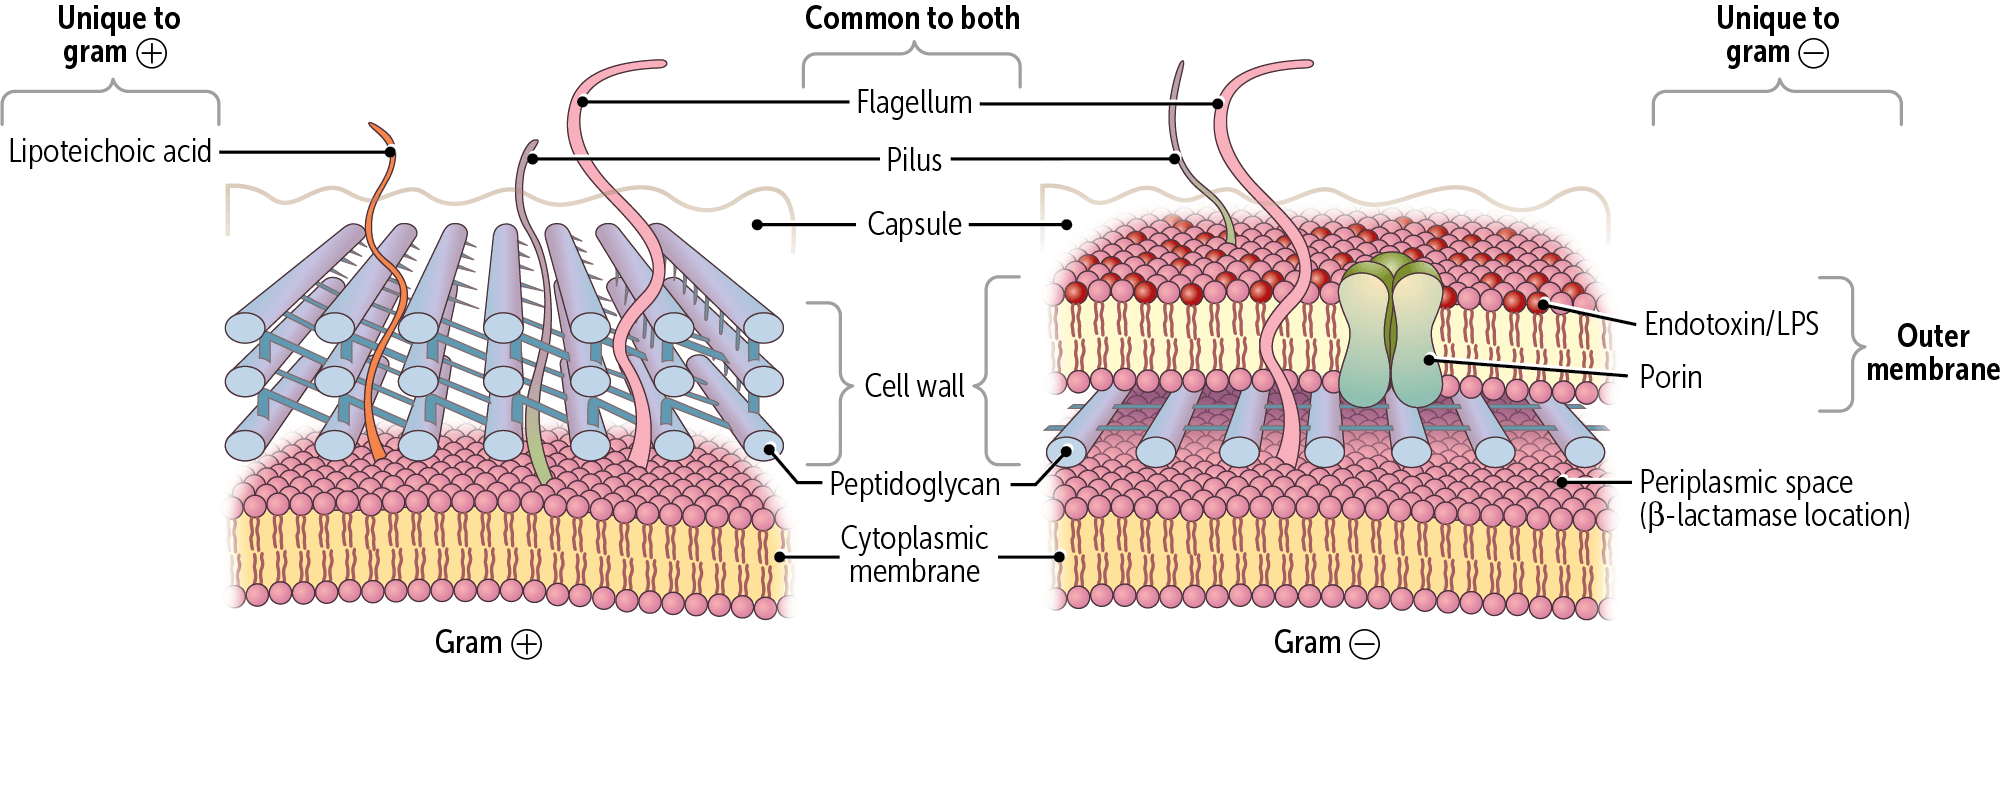 Unique to
gram ⊕
Common to both
Unique to
gram ⊖
Flagellum
Lipoteichoic acid
Pilus
Capsule
Endotoxin/LPS
Outer
membrane
Porin
Cell wall
Peptidoglycan
Periplasmic space
(β-lactamase location)
Cytoplasmic
membrane
Gram ⊕
Gram ⊖